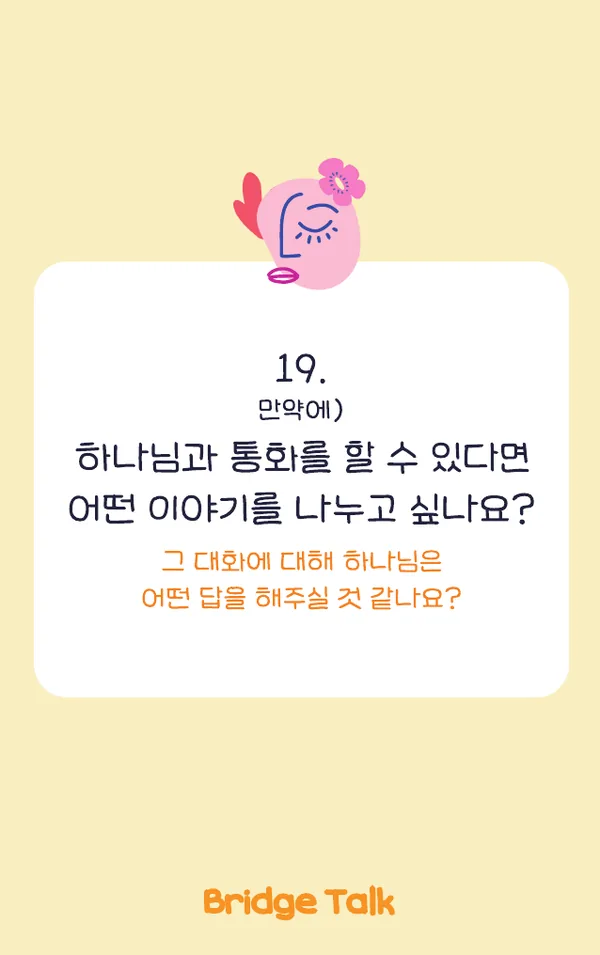 19.
만약에)
하나님과 통화를 할 수 있다면
어떤 이야기를 나누고 싶나요?
그 대화에 대해 하나님은
어떤 답을 해주실 것 같나요?
Bridge Talk